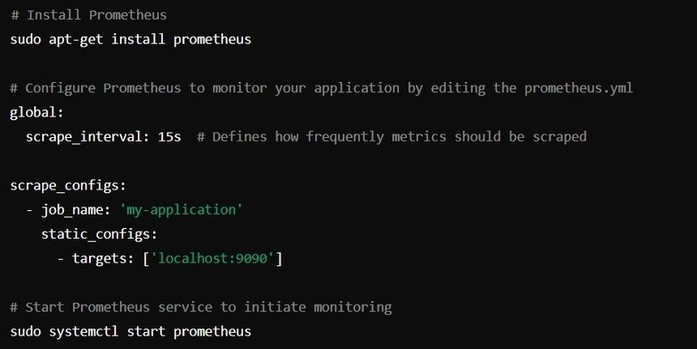 # Install Prometheus
sudo apt-get install prometheus
# Configure Prometheus to monitor your application by editing the prometheus.yml
global:
  scrape_interval: 15s  # Defines how frequently metrics should be scraped
scrape_configs:
  - job_name: 'my-application'
    static_configs:
      - targets: ['localhost:9090']
# Start Prometheus service to initiate monitoring
sudo systemctl start prometheus